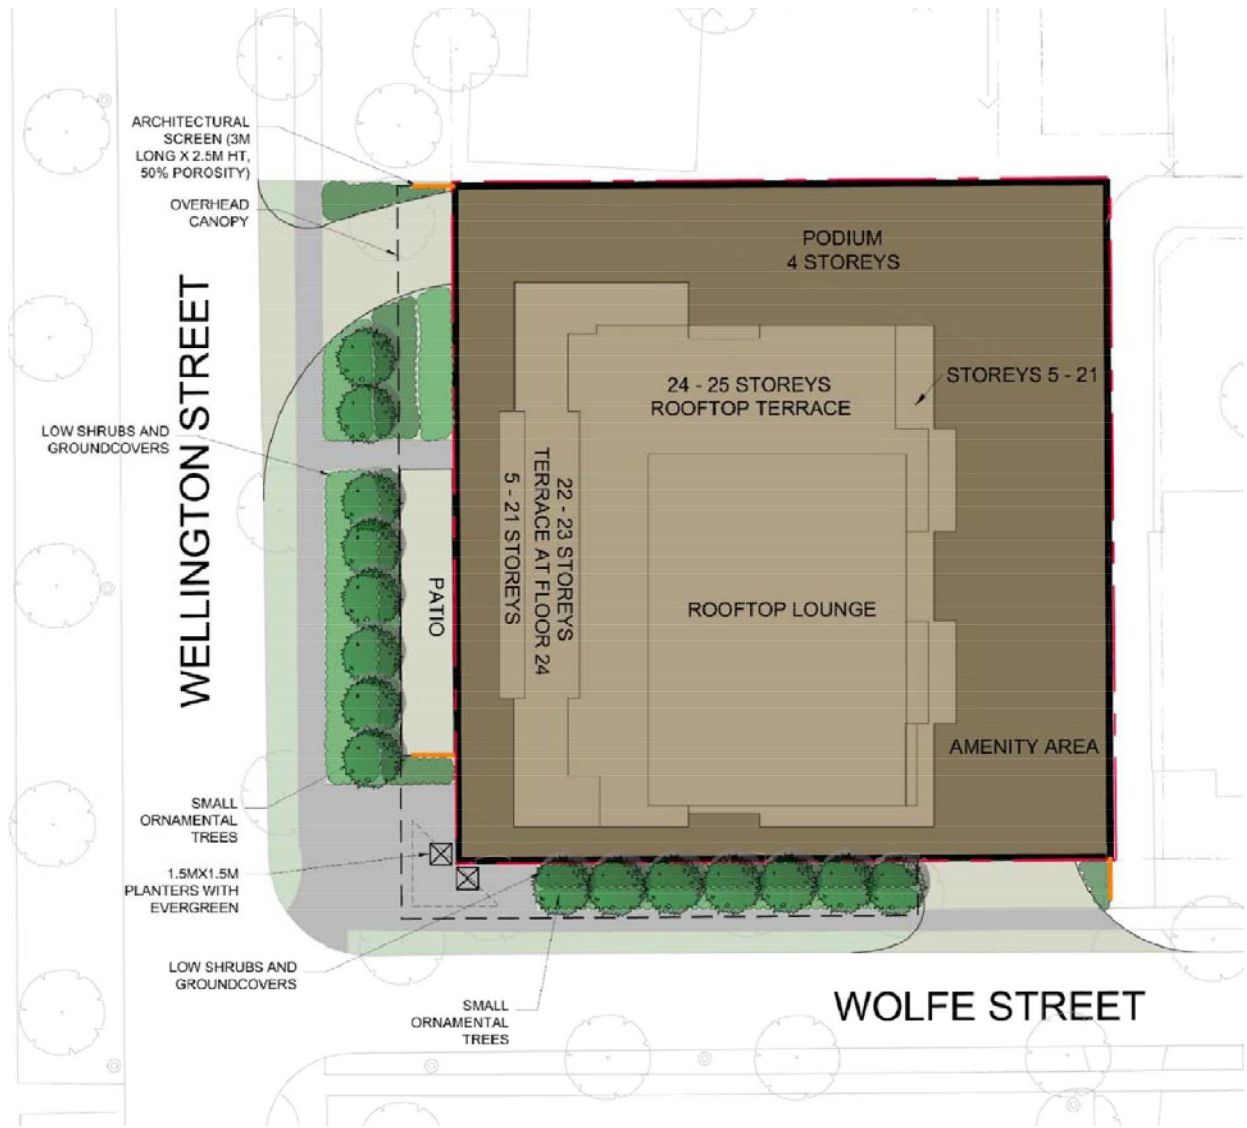 ARCHITECTURAL
SCREEN (3M
LONG X 2.5M HT,
50% POROSITY)
OVERHEAD
CANOPY
PODIUM
4 STOREYS
STOREYS 5 - 21
24 - 25 STOREYS
ROOFTOP TERRACE
WELLINGTON STREET
LOW SHRUBS AND
GROUNDCOVERS
22 - 23 STOREYS
TERRACE AT FLOOR 24
5 - 21 STOREYS
PATIO
ROOFTOP LOUNGE
AMENITY AREA
SMALL
ORNAMENTAL
TREES
1.5MX1.5M
PLANTERS WITH
EVERGREEN
LOW SHRUBS AND
GROUNDCOVERS
SMALL
ORNAMENTAL
TREES
WOLFE STREET